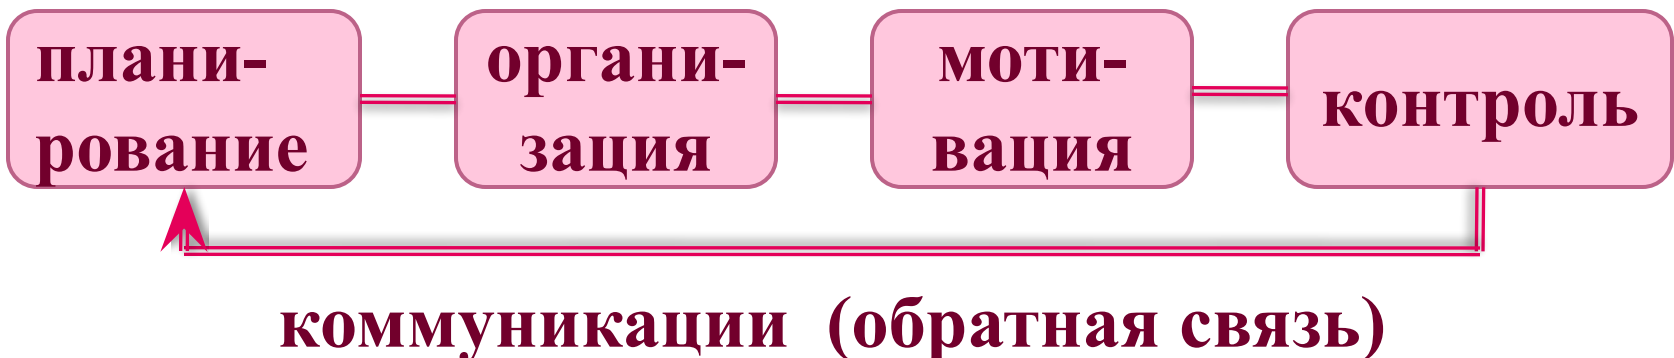 плани-
рование
органи-
зация
моти-
вация
контроль
коммуникации (обратная связь)